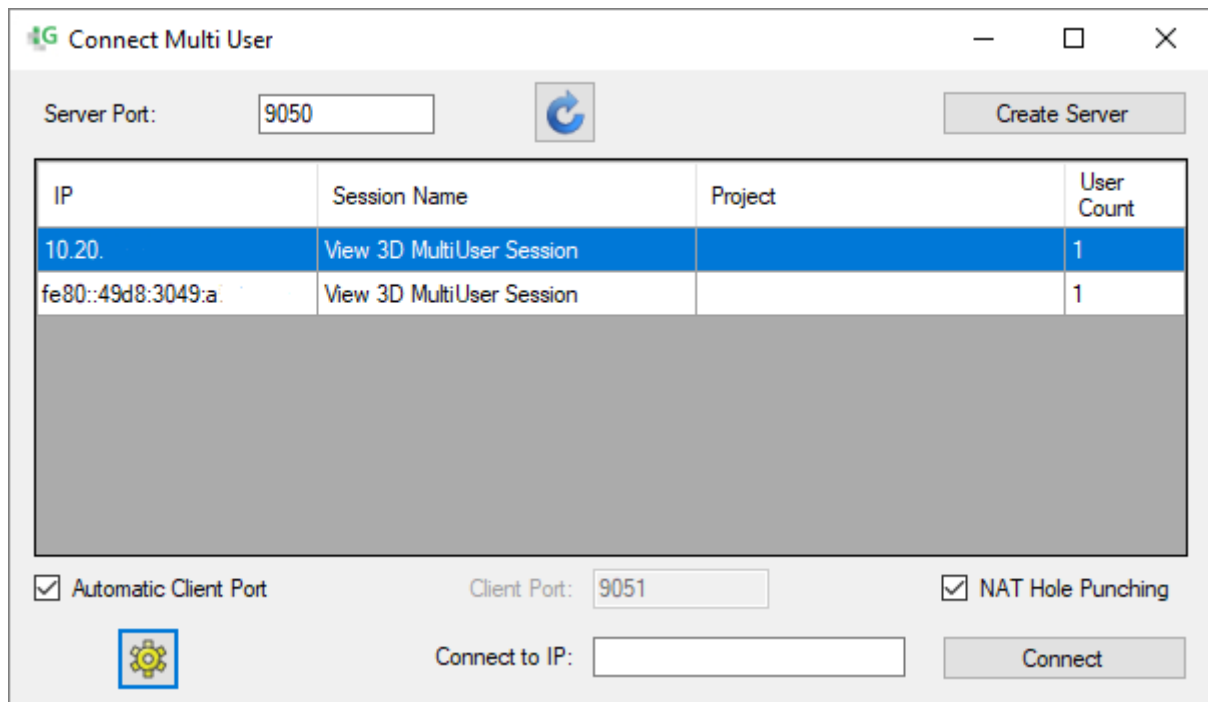 Connect Multi User
Server Port: 9050 Create Server
IP Session Name Project User Count
10.20. View 3D MultiUser Session 1
fe80::49d8:3049:a View 3D MultiUser Session 1
Automatic Client Port Client Port: 9051 NAT Hole Punching
Connect to IP: Connect